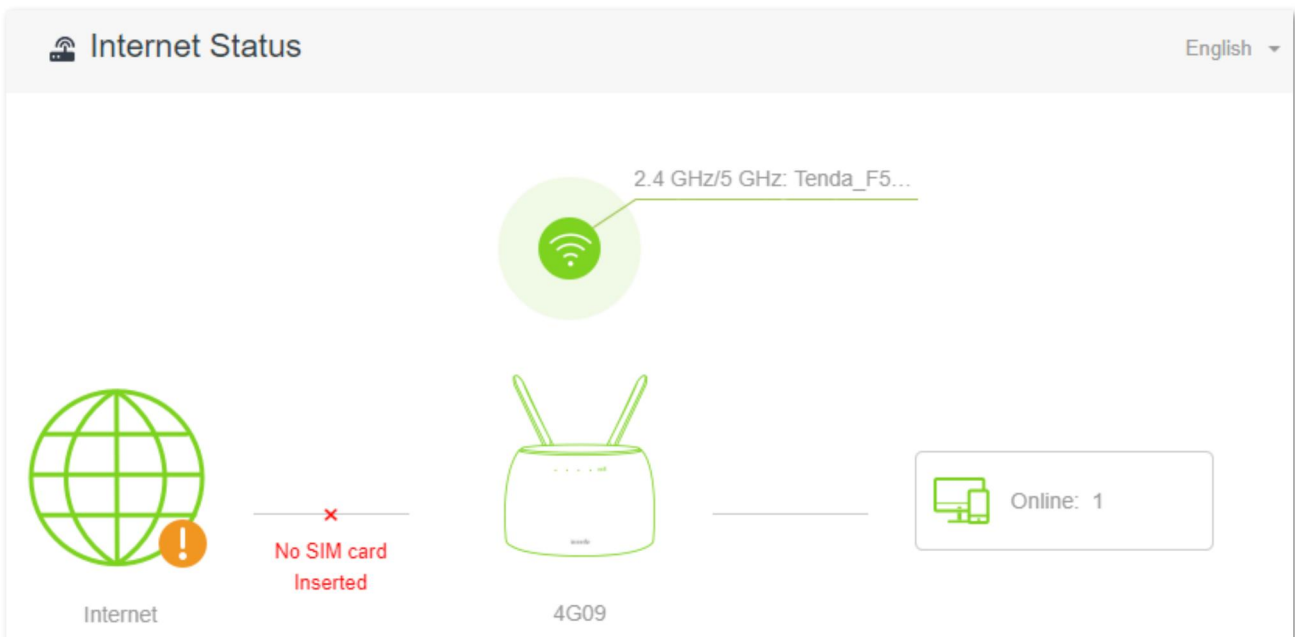 Internet Status
English
2.4 GHz/5 GHz: Tenda_F5...
No SIM card
Inserted
Online: 1
Internet
4G09